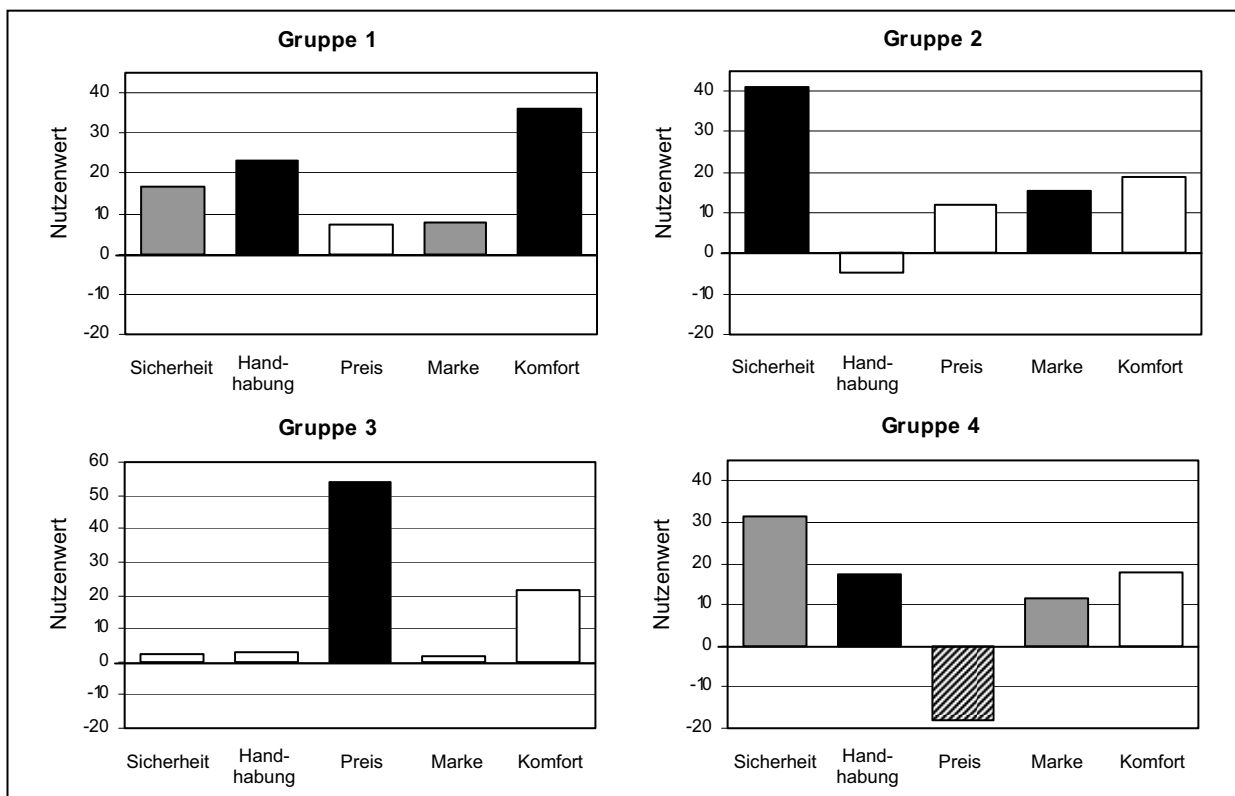 Gruppe 1
Nutzenwert
40
30
20
10
0
-10
-20
Sicherheit
Hand-
habung
Preis
Marke
Komfort
Gruppe 2
Nutzenwert
40
30
20
10
0
-10
-20
Sicherheit
Hand-
habung
Preis
Marke
Komfort
Gruppe 3
Nutzenwert
60
50
40
30
20
10
0
-10
-20
Sicherheit
Hand-
habung
Preis
Marke
Komfort
Gruppe 4
Nutzenwert
40
30
20
10
0
-10
-20
Sicherheit
Hand-
habung
Preis
Marke
Komfort